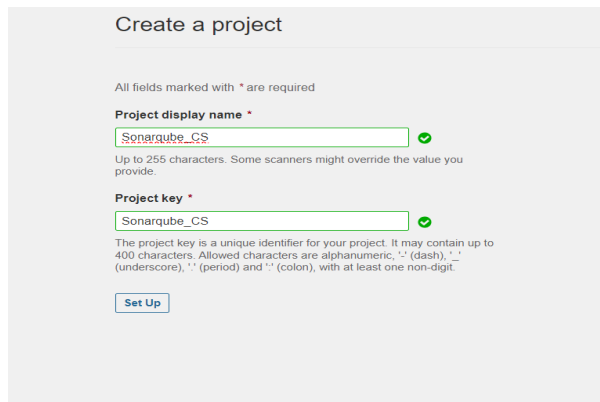 Create a project
All fields marked with * are required
Project display name *
Sonarqube_CS
Up to 255 characters. Some scanners might override the value you
provide.
Project key *
Sonarqube_CS
The project key is a unique identifier for your project. It may contain up to
400 characters. Allowed characters are alphanumeric, '-' (dash), '_'
(underscore), '.' (period) and ':' (colon), with at least one non-digit.
Set Up